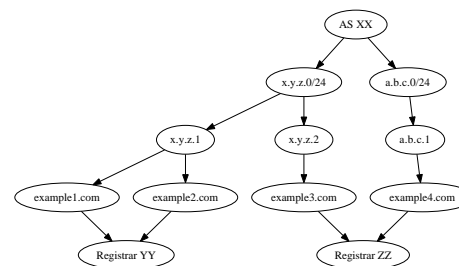 AS XX
x.y.z.0/24
a.b.c.0/24
x.y.z.1
x.y.z.2
a.b.c.1
example1.com
example2.com
example3.com
example4.com
Registrar YY
Registrar ZZ